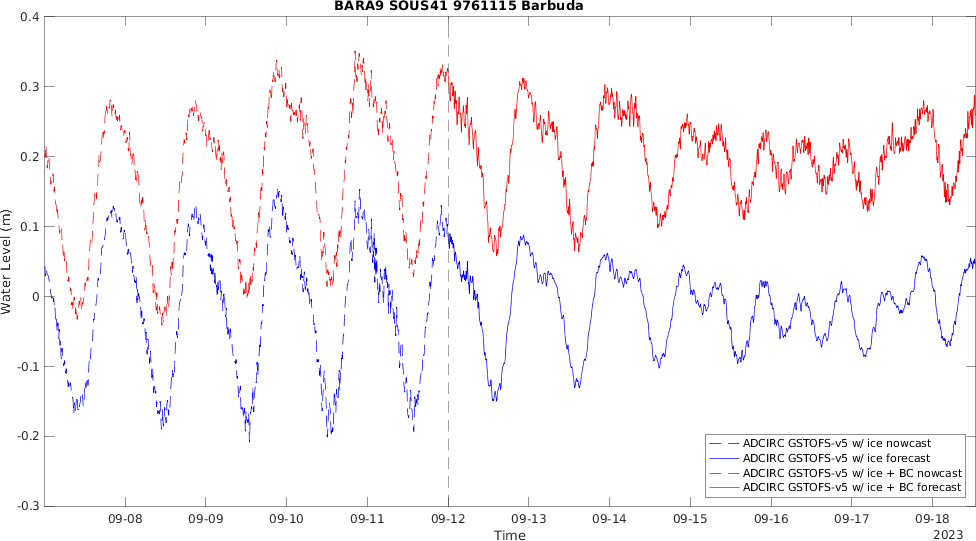 BARA9 SOUS41 9761115 Barbuda
0.4
0.3
0.2
0.1
0
-0.1
-0.2
-0.3
Water Level (m)
ADCIRC GSTOFS-v5 w/ ice nowcast
ADCIRC GSTOFS-v5 w/ ice forecast
ADCIRC GSTOFS-v5 w/ ice + BC nowcast
ADCIRC GSTOFS-v5 w/ ice + BC forecast
09-08 09-09 09-10 09-11 09-12 09-13 09-14 09-15 09-16 09-17 09-18
Time
2023